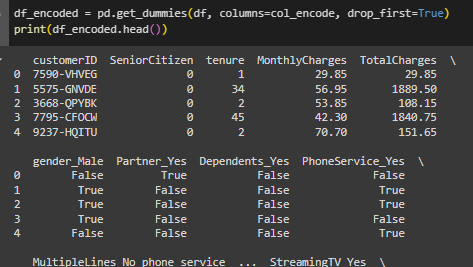 df_encoded = pd.get_dummies(df, columns=col_encode, drop_first=True)
print(df_encoded.head())
customerID SeniorCitizen tenure MonthlyCharges TotalCharges \
0 7590-VHVEG 0 1 29.85 29.85
1 5575-GNVDE 0 34 56.95 1889.50
2 3668-QPYBK 0 2 53.85 108.15
3 7795-CFOCW 0 45 42.30 1840.75
4 9237-HQITU 0 2 70.70 151.65
gender_Male Partner_Yes Dependents_Yes PhoneService_Yes \
0 False True False False
1 True False False True
2 True False False True
3 True False False False
4 False False False True
MultipleLines_No phone service ... StreamingTV_Yes \